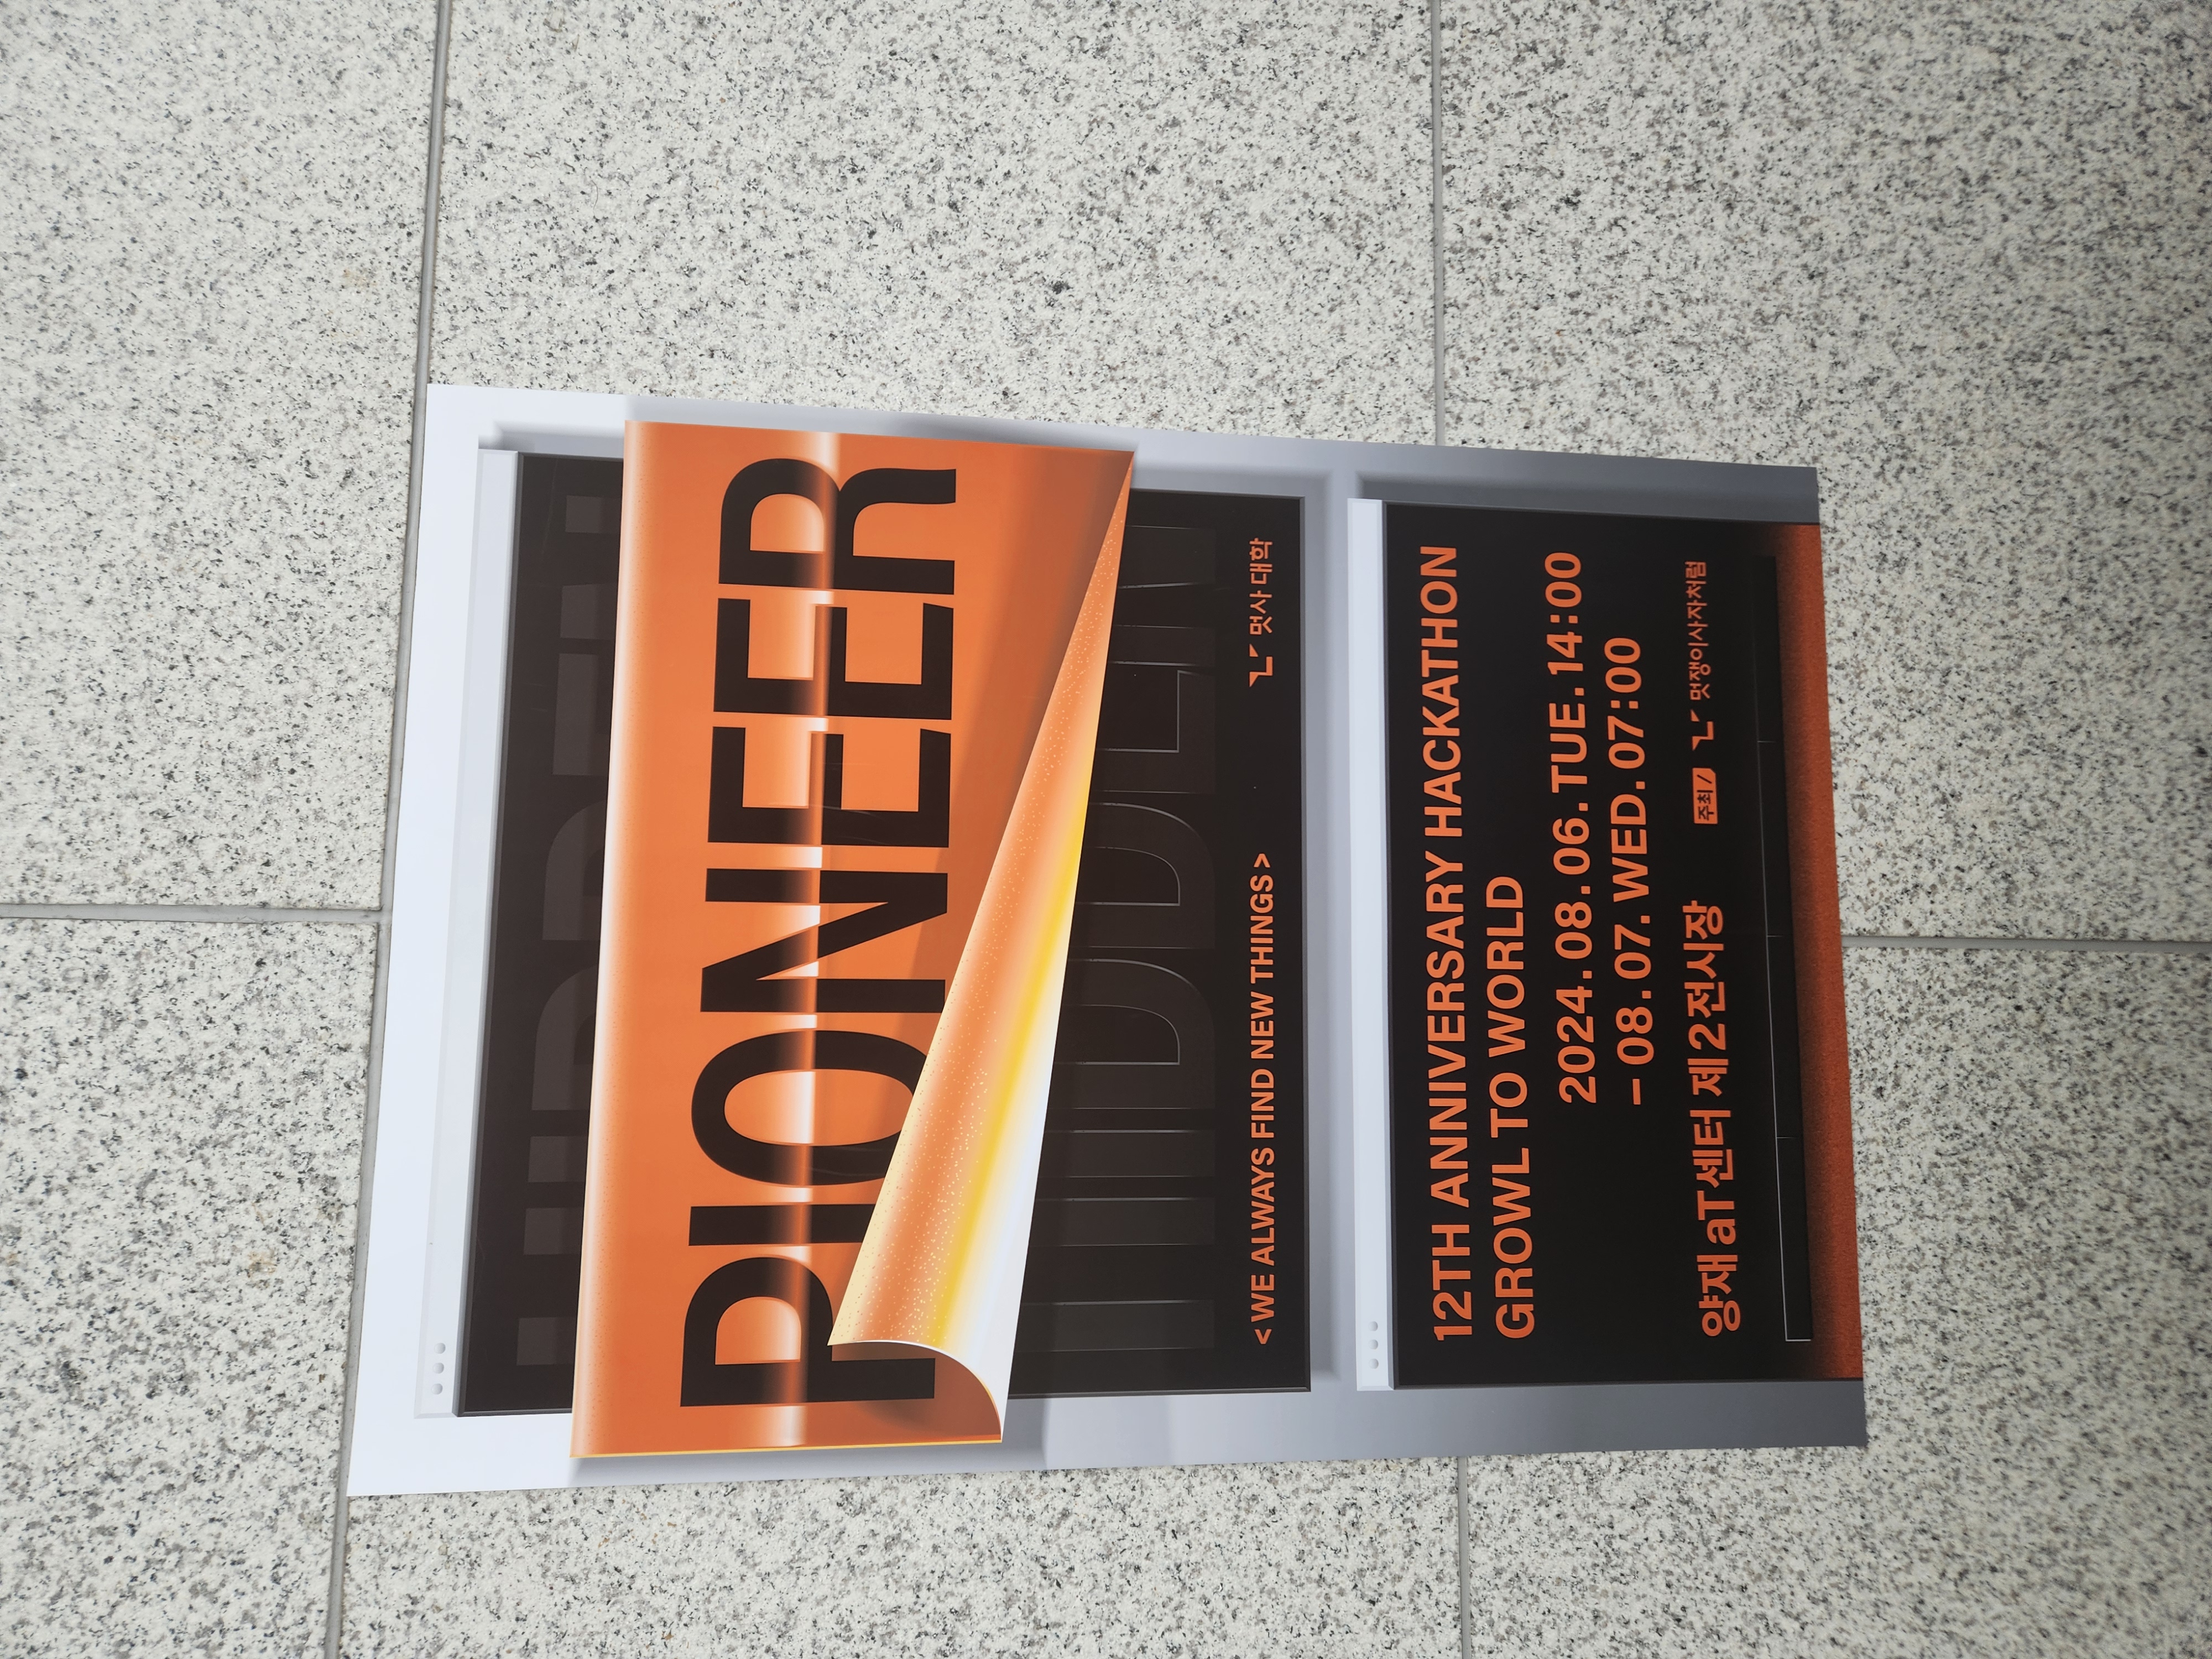 HIDDEN
PIONEER
HIDDEN
< WE ALWAYS FIND NEW THINGS >
멋사 대학
12TH ANNIVERSARY HACKATHON
GROWL TO WORLD
2024.08.06.TUE.14:00
– 08.07. WED. 07:00
양재 aT센터 제2전시장
주최/ 멋쟁이사자처럼